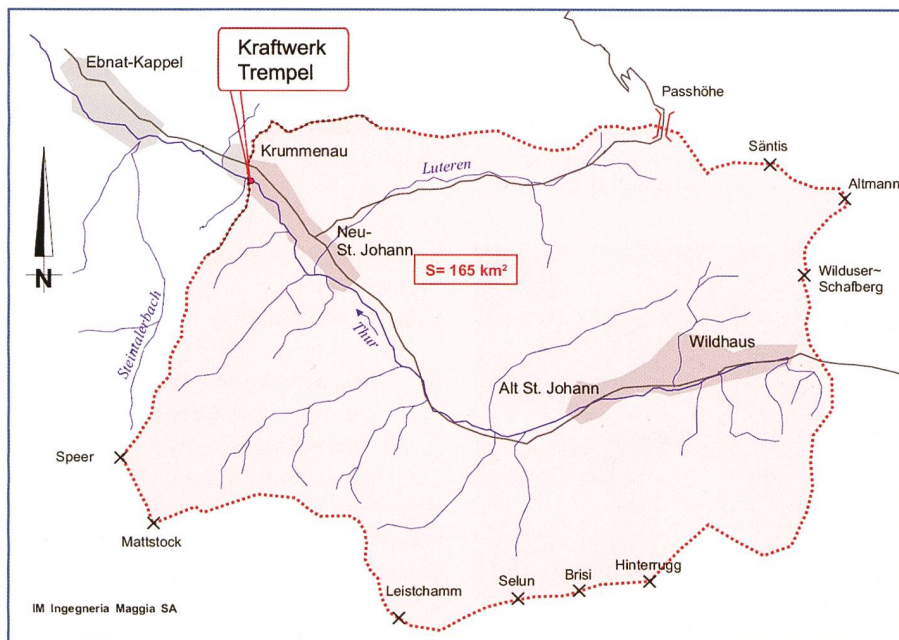 Kraftwerk
Trempel
Ebnat-Kappel
Passhöhe
Krummenau
Luteren
Säntis
Altmann
Neu-
St. Johann
S= 165 km²
Wilduser-
Schafberg
N
Steintalerbach
Thur
Wildhaus
Alt St. Johann
Speer
Mattstock
Leistchamm
Selun
Brisi
Hinterrugg
IM Ingegneria Maggia SA